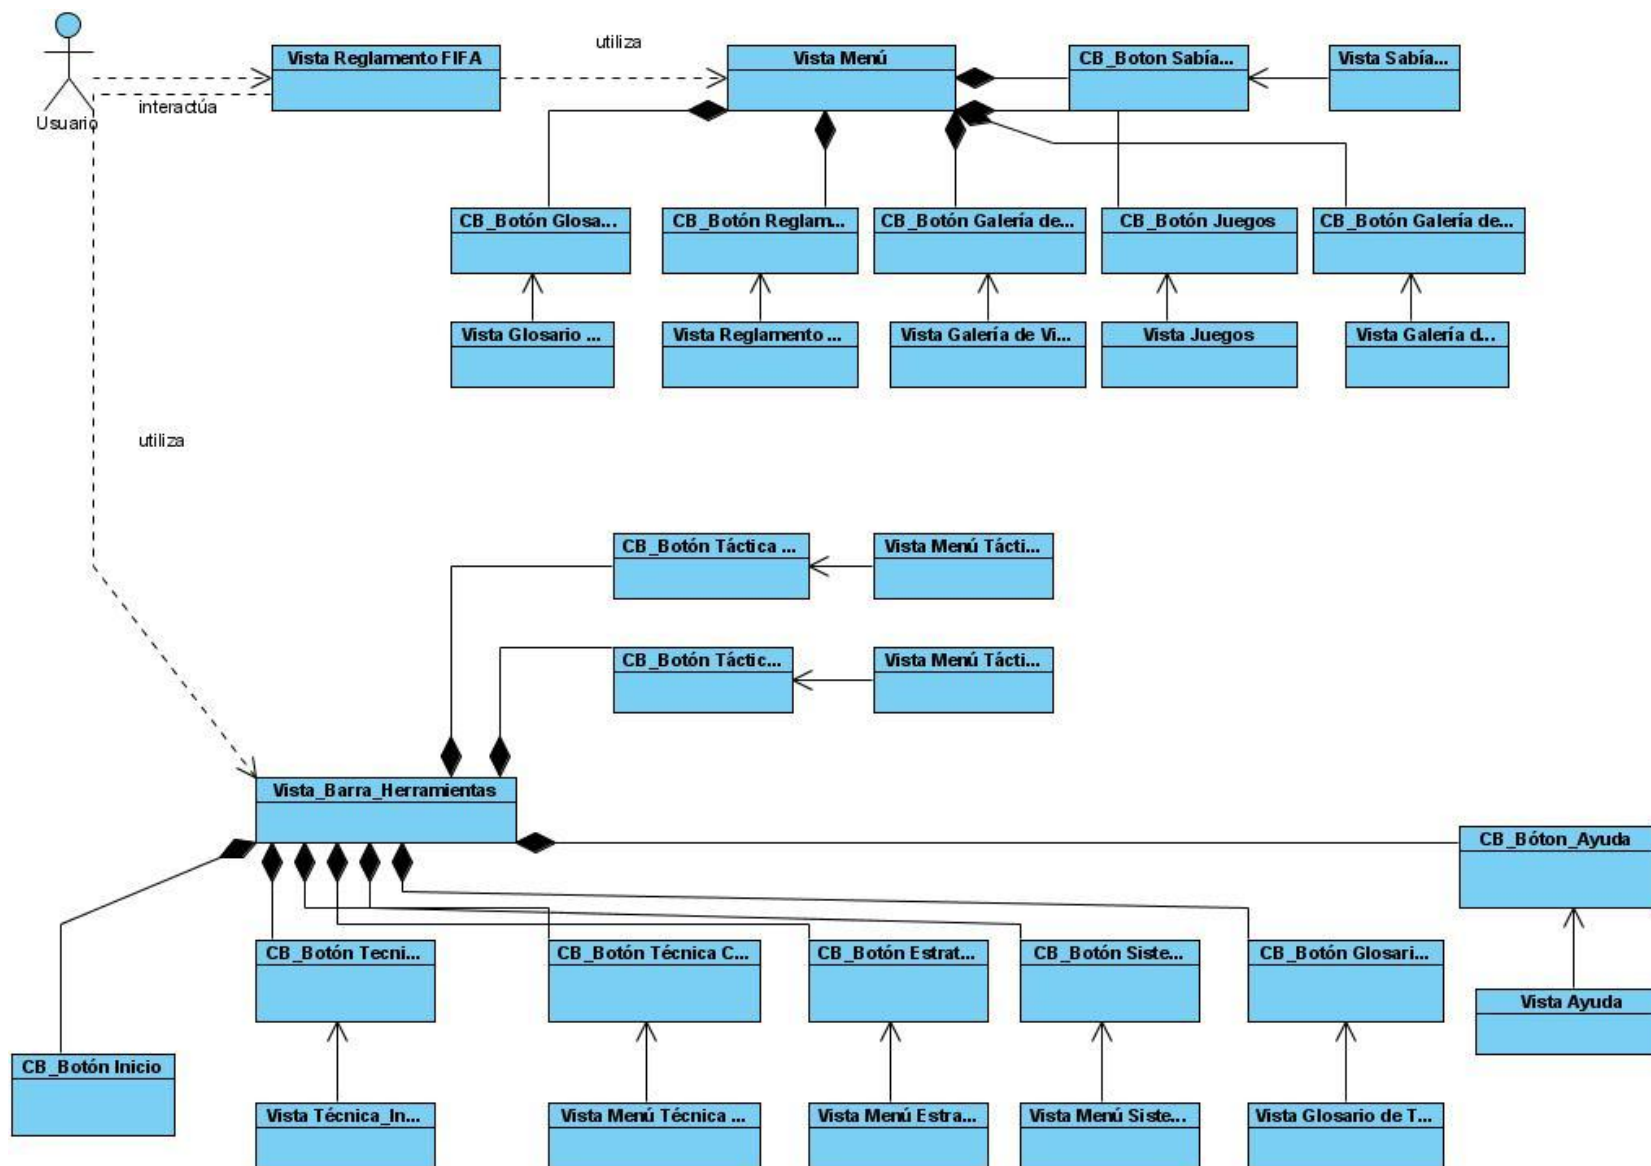 utiliza
Vista Reglamento FIFA
Vista Menú
CB_Boton Sabía...
Vista Sabía...
interactúa
Usuario
CB_Botón Glosa...
CB_Botón Reglam...
CB_Botón Galería de...
CB_Botón Juegos
CB_Botón Galería de...
Vista Glosario ...
Vista Reglamento ...
Vista Galería de Vi...
Vista Juegos
Vista Galería d...
utiliza
CB_Botón Táctica ...
Vista Menú Tácti...
CB_Botón Táctic...
Vista Menú Tácti...
Vista_Barra_Herramientas
CB_Bóton_Ayuda
CB_Botón Tecni...
CB_Botón Técnica C...
CB_Botón Estrat...
CB_Botón Siste...
CB_Botón Glosari...
Vista Ayuda
CB_Botón Inicio
Vista Técnica_In...
Vista Menú Técnica ...
Vista Menú Estra...
Vista Menú Siste...
Vista Glosario de T...